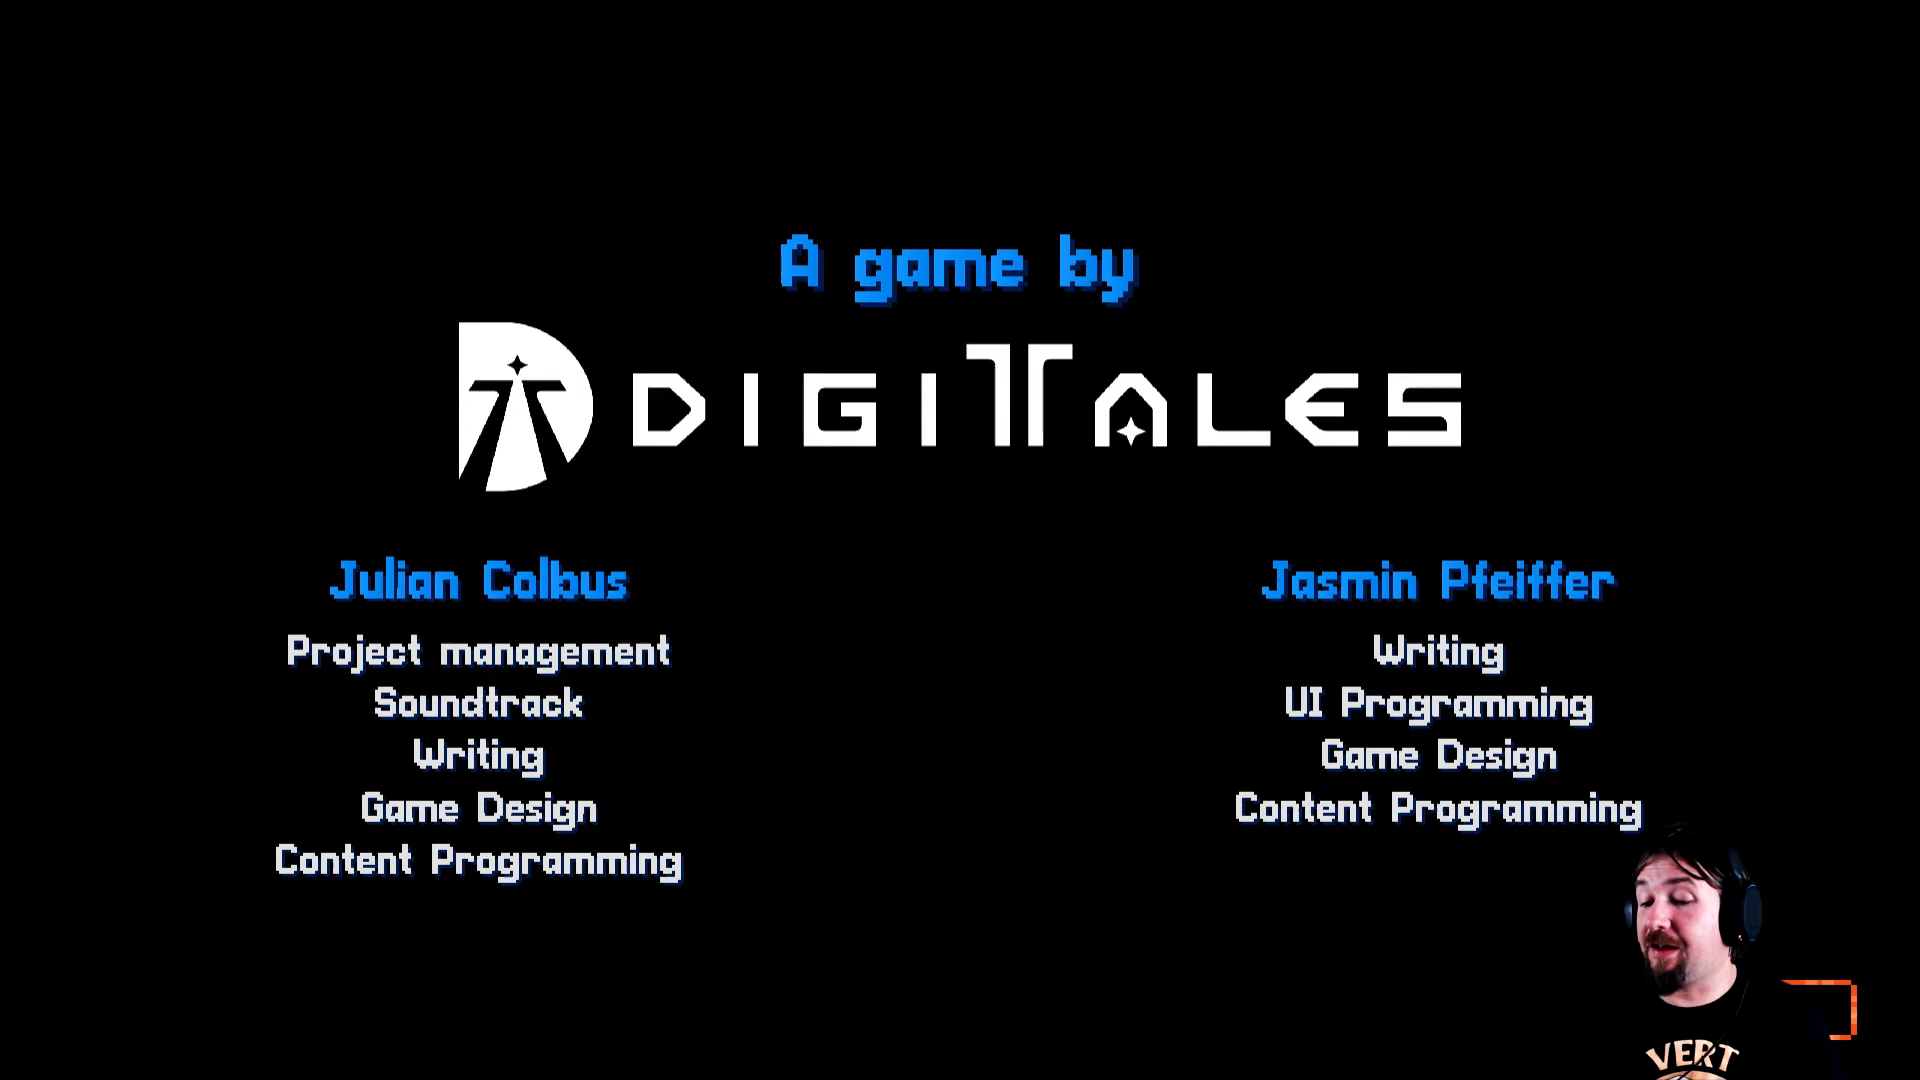 A game by
DIGITALES
Julian Colbus
Project management
Soundtrack
Writing
Game Design
Content Programming
Jasmin Pfeiffer
Writing
UI Programming
Game Design
Content Programming
VERT